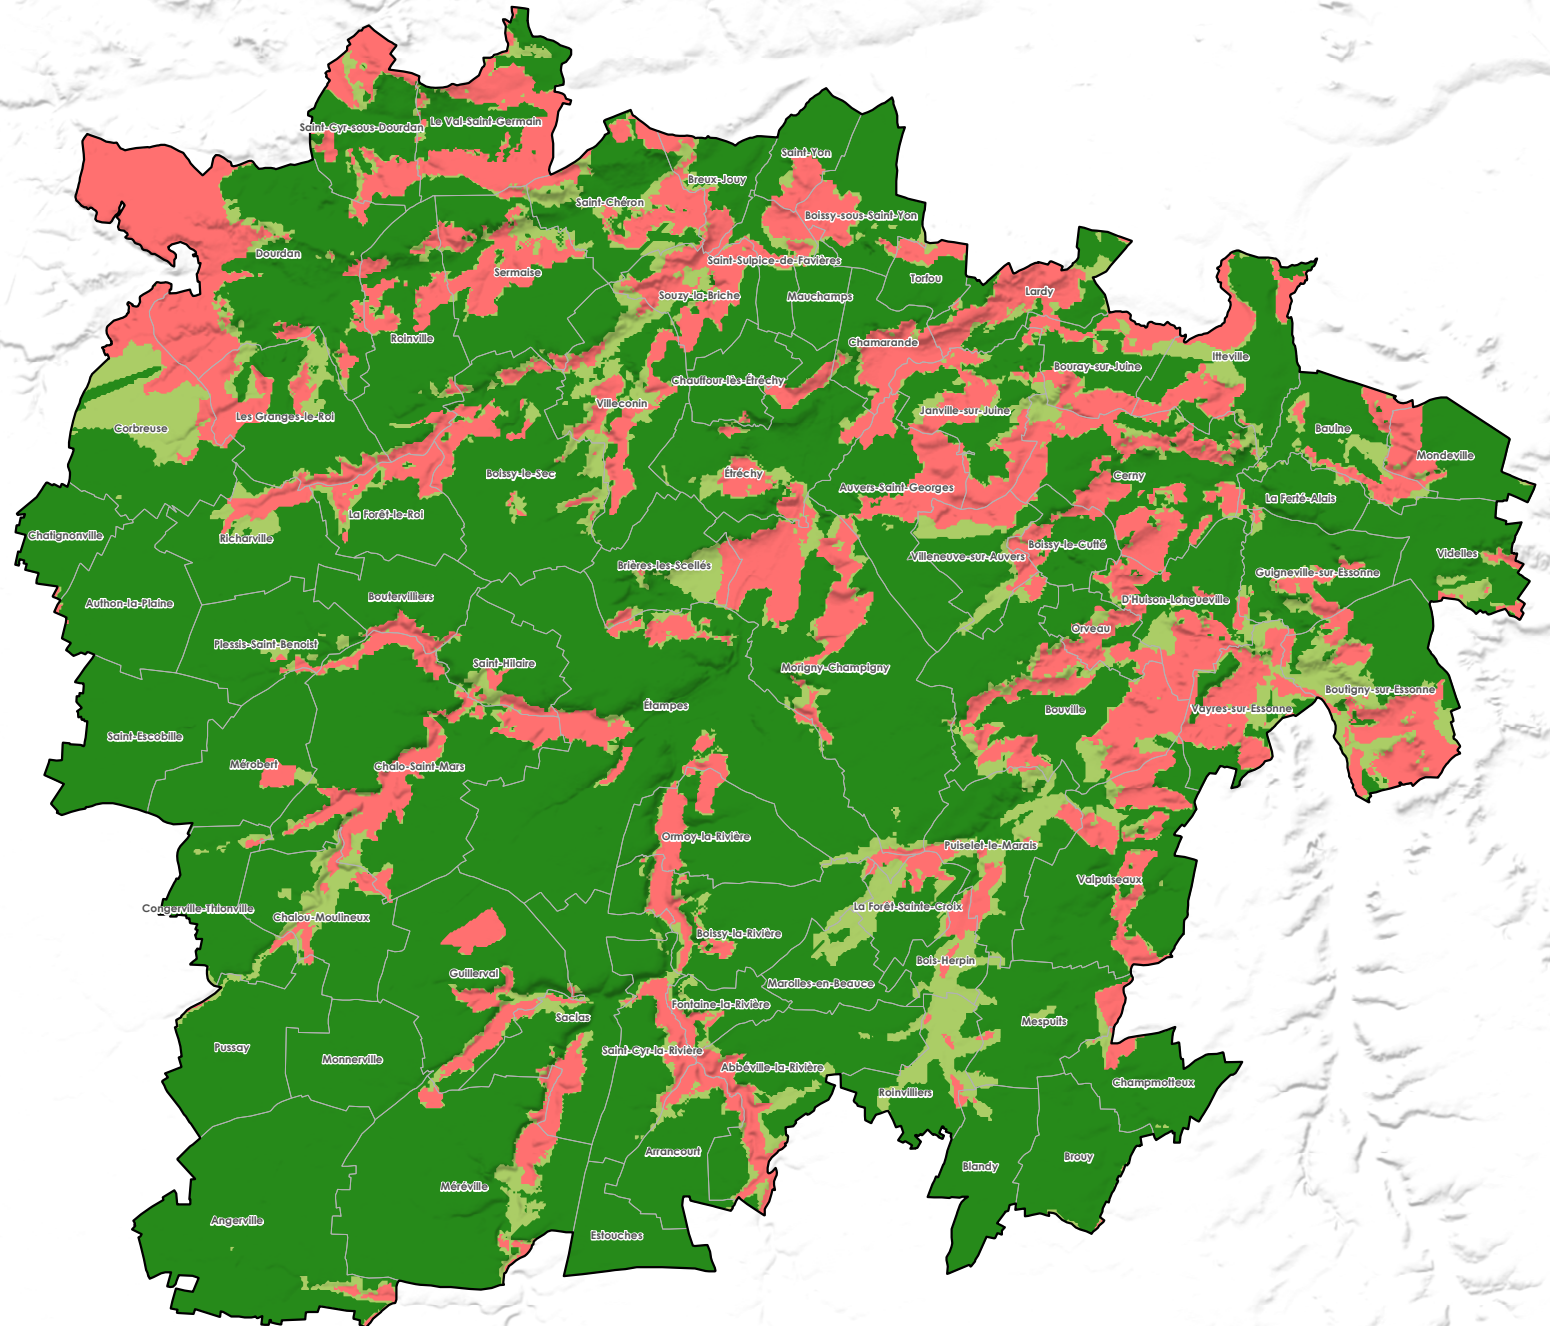 Saint-Cyr-sous-Dourdan
Le Val-Saint-Germain
Saint-Yon
Breux-Jouy
Saint-Chéron
Boissy-sous-Saint-Yon
Dourdan
Saint-Sulpice-de-Favières
Sermaise
Torfou
Souzy-la-Briche
Mauchamps
Lardy
Roinville
Chamarande
Itteville
Bouray-sur-Juine
Chauffour-lès-Étréchy
Villeconin
Janville-sur-Juine
Les Granges-le-Roi
Corbreuse
Baulne
Mondeville
Boissy-le-Sec
Étréchy
Cerny
Auvers-Saint-Georges
La Ferté-Alais
La Forêt-le-Roi
Chatignonville
Richarville
Boissy-le-Cutté
Villeneuve-sur-Auvers
Videlles
Brières-les-Scellés
Guigneville-sur-Essonne
Boutervilliers
Authon-la-Plaine
D'Huison-Longueville
Orveau
Plessis-Saint-Benoist
Saint-Hilaire
Morigny-Champigny
Boutigny-sur-Essonne
Étampes
Bouville
Vayres-sur-Essonne
Saint-Escobille
Mérobert
Chalo-Saint-Mars
Ormoy-la-Rivière
Puiselet-le-Marais
Valpuiseaux
Congerville-Thionville
La Forêt-Sainte-Croix
Chalou-Moulineux
Boissy-la-Rivière
Bois-Herpin
Guillerval
Marolles-en-Beauce
Fontaine-la-Rivière
Saclas
Mespuits
Pussay
Saint-Cyr-la-Rivière
Monnerville
Abbéville-la-Rivière
Champmotteux
Roinvilliers
Arrancourt
Brouy
Blandy
Méréville
Angerville
Estouches